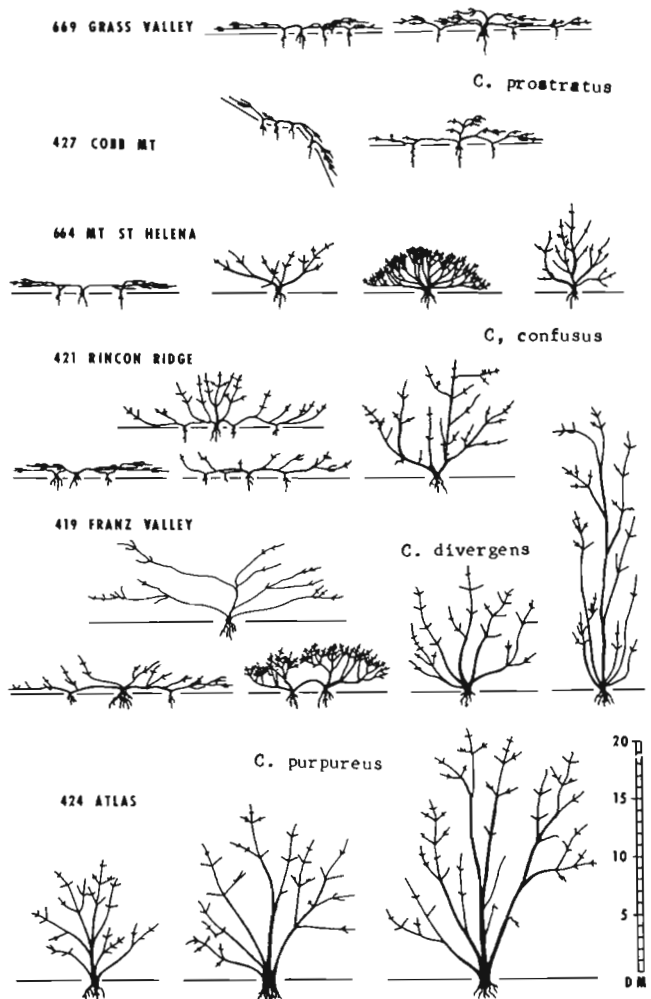 669 GRASS VALLEY
C. prostratus
427 COBB MT
664 MT ST HELENA
C, confusus
421 RINCON RIDGE
419 FRANZ VALLEY
C. divergens
C. purpureus
424 ATLAS
20
15
10
5
DM